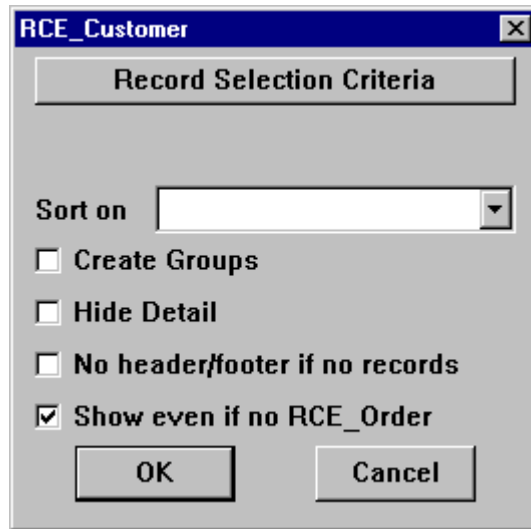 RCE_Customer
Record Selection Criteria
Sort on
Create Groups
Hide Detail
No header/footer if no records
Show even if no RCE_Order
OK Cancel